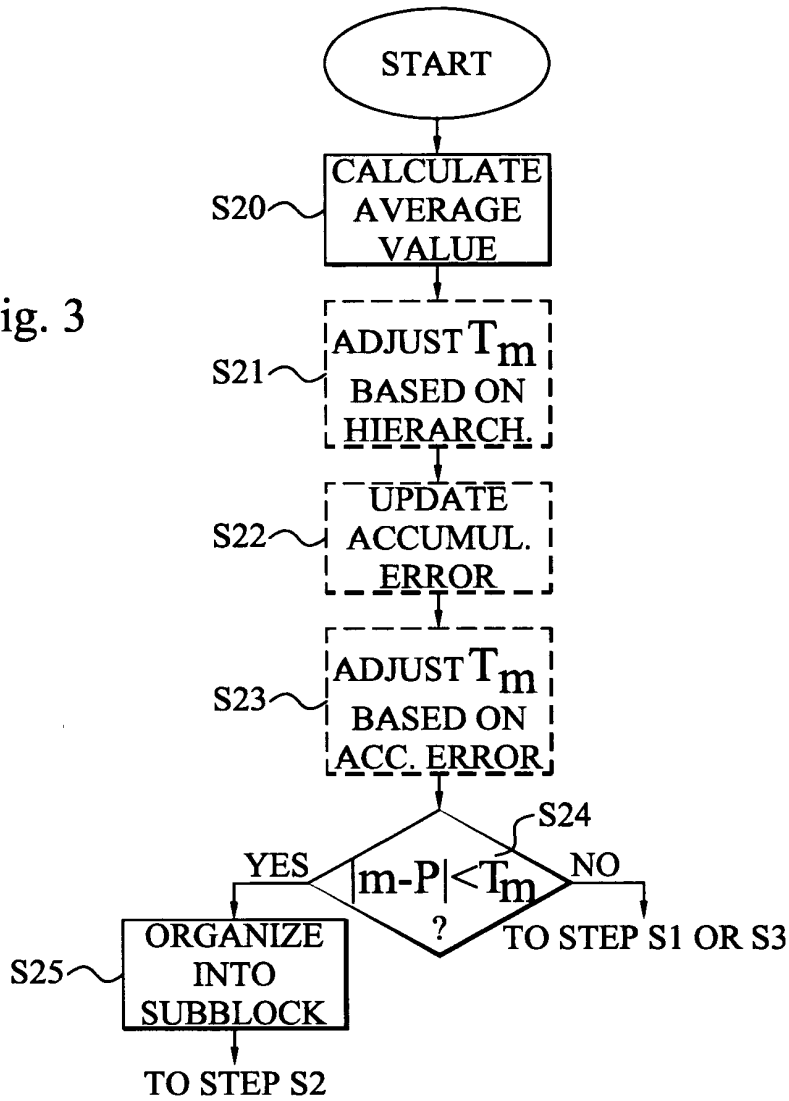 START
S20
CALCULATE
AVERAGE
VALUE
ig. 3
S21
ADJUST Tm
BASED ON
HIERARCH.
S22
UPDATE
ACCUMUL.
ERROR
S23
ADJUST Tm
BASED ON
ACC. ERROR
S24
YES
|m-P|<Tm
?
NO
TO STEP S1 OR S3
S25
ORGANIZE
INTO
SUBBLOCK
TO STEP S2